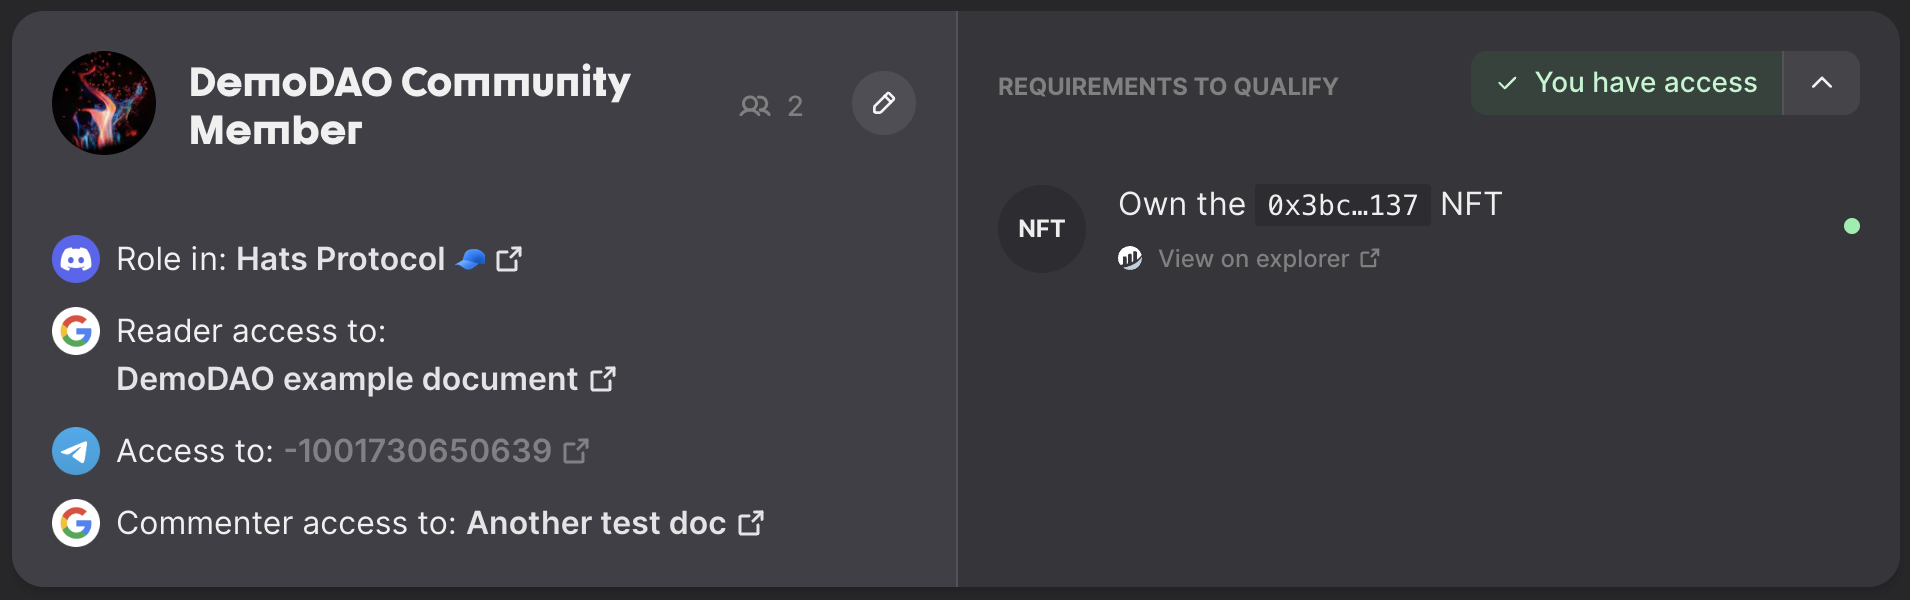 DemoDAO Community
Member
2
Role in: Hats Protocol 🧢
Reader access to:
DemoDAO example document
Access to: -1001730650639
Commenter access to: Another test doc
REQUIREMENTS TO QUALIFY
You have access
NFT
Own the 0x3bc…137 NFT
View on explorer